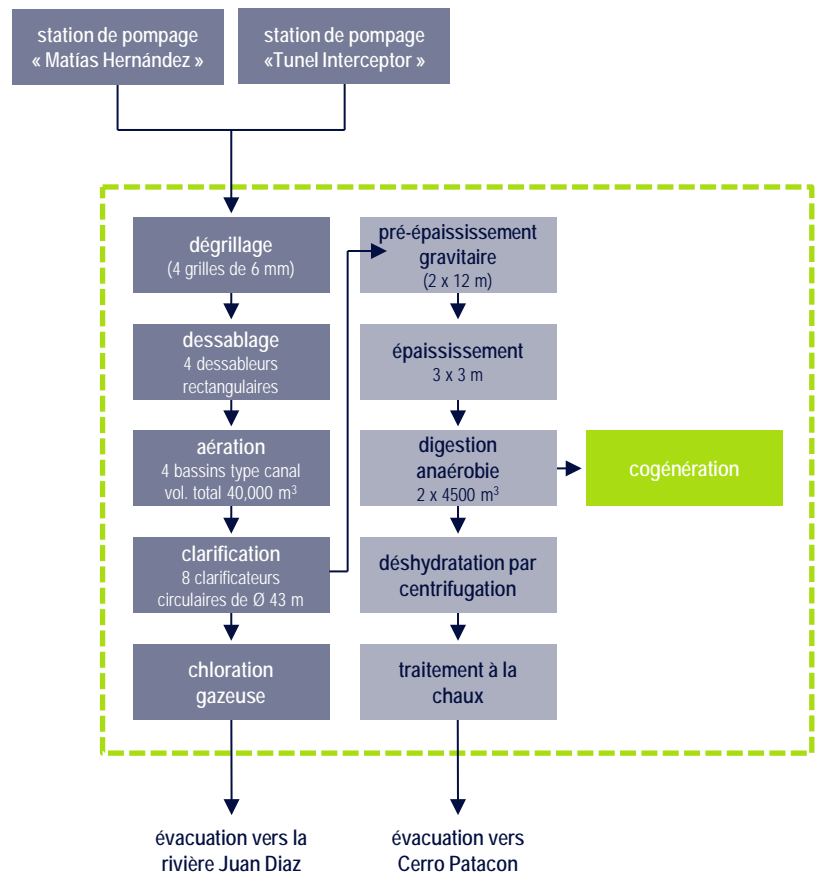 station de pompage
« Matías Hernández »
station de pompage
«Tunel Interceptor »
dégrillage
(4 grilles de 6 mm)
dessablage
4 dessableurs
rectangulaires
aération
4 bassins type canal
vol. total 40,000 m³
clarification
8 clarificateurs
circulaires de Ø 43 m
chloration
gazeuse
évacuation vers la
rivière Juan Diaz
pré-épaississement
gravitaire
(2 x 12 m)
épaississement
3 x 3 m
digestion
anaérobie
2 x 4500 m³
cogénération
déshydratation par
centrifugation
traitement à la
chaux
évacuation vers
Cerro Patacon